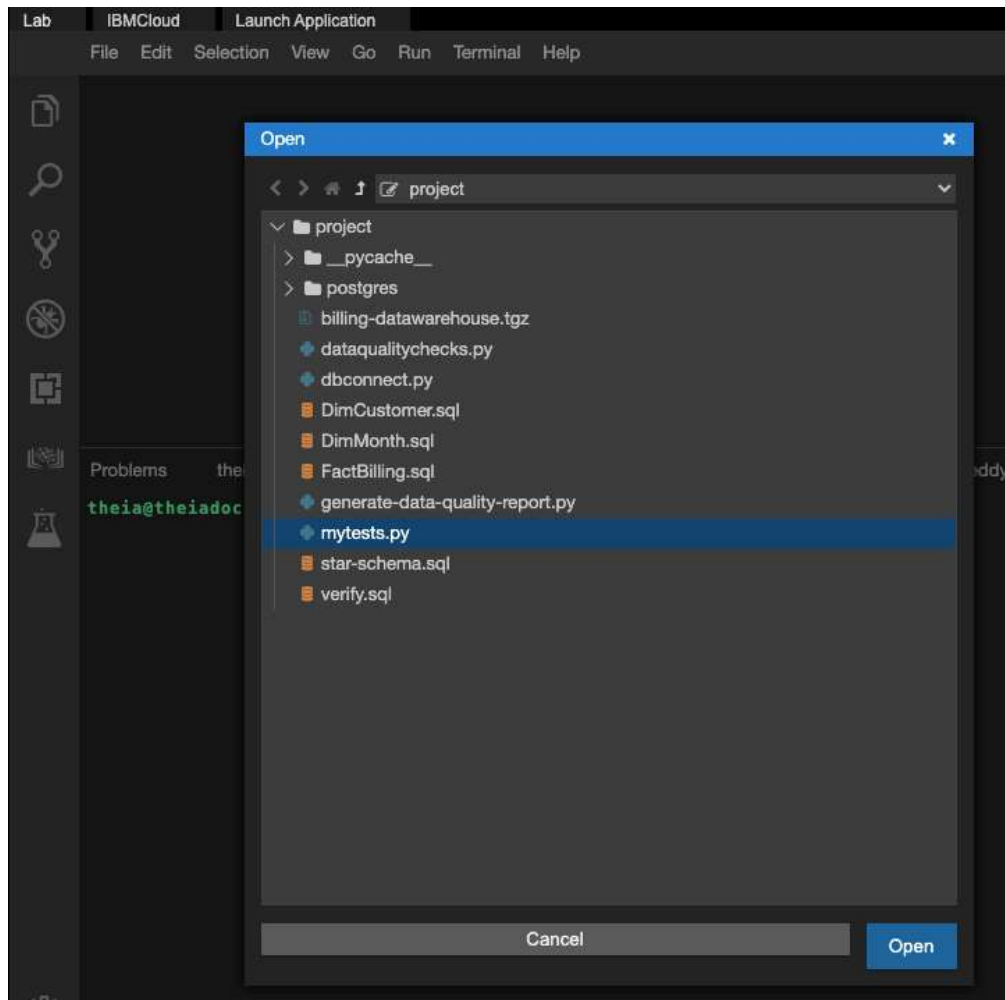 Lab IBMCloud Launch Application
File Edit Selection View Go Run Terminal Help
Open
project
project
__pycache__
postgres
billing-datawarehouse.tgz
dataqualitychecks.py
dbconnect.py
DimCustomer.sql
DimMonth.sql
FactBilling.sql
Problems thei eddy
generate-data-quality-report.py
theia@theiadoc
mytests.py
star-schema.sql
verify.sql
Cancel Open